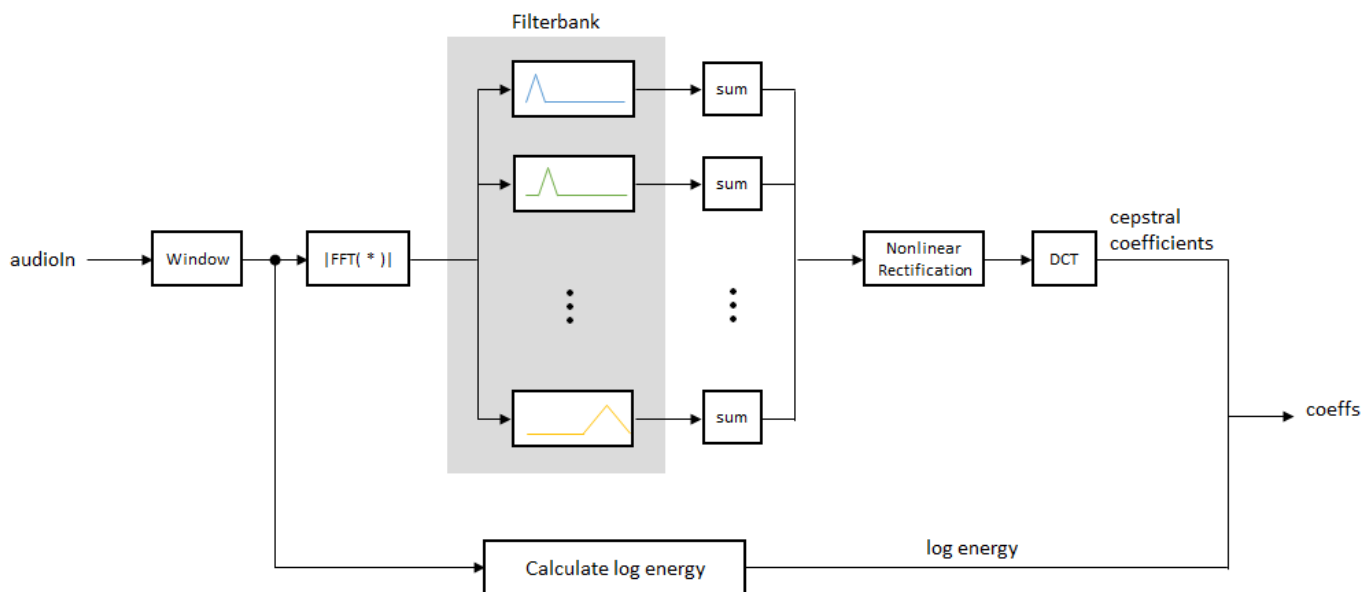 Filterbank
sum
sum
audioIn
Window
|FFT( * )|
Nonlinear
Rectification
DCT
cepstral
coefficients
sum
coeffs
Calculate log energy
log energy